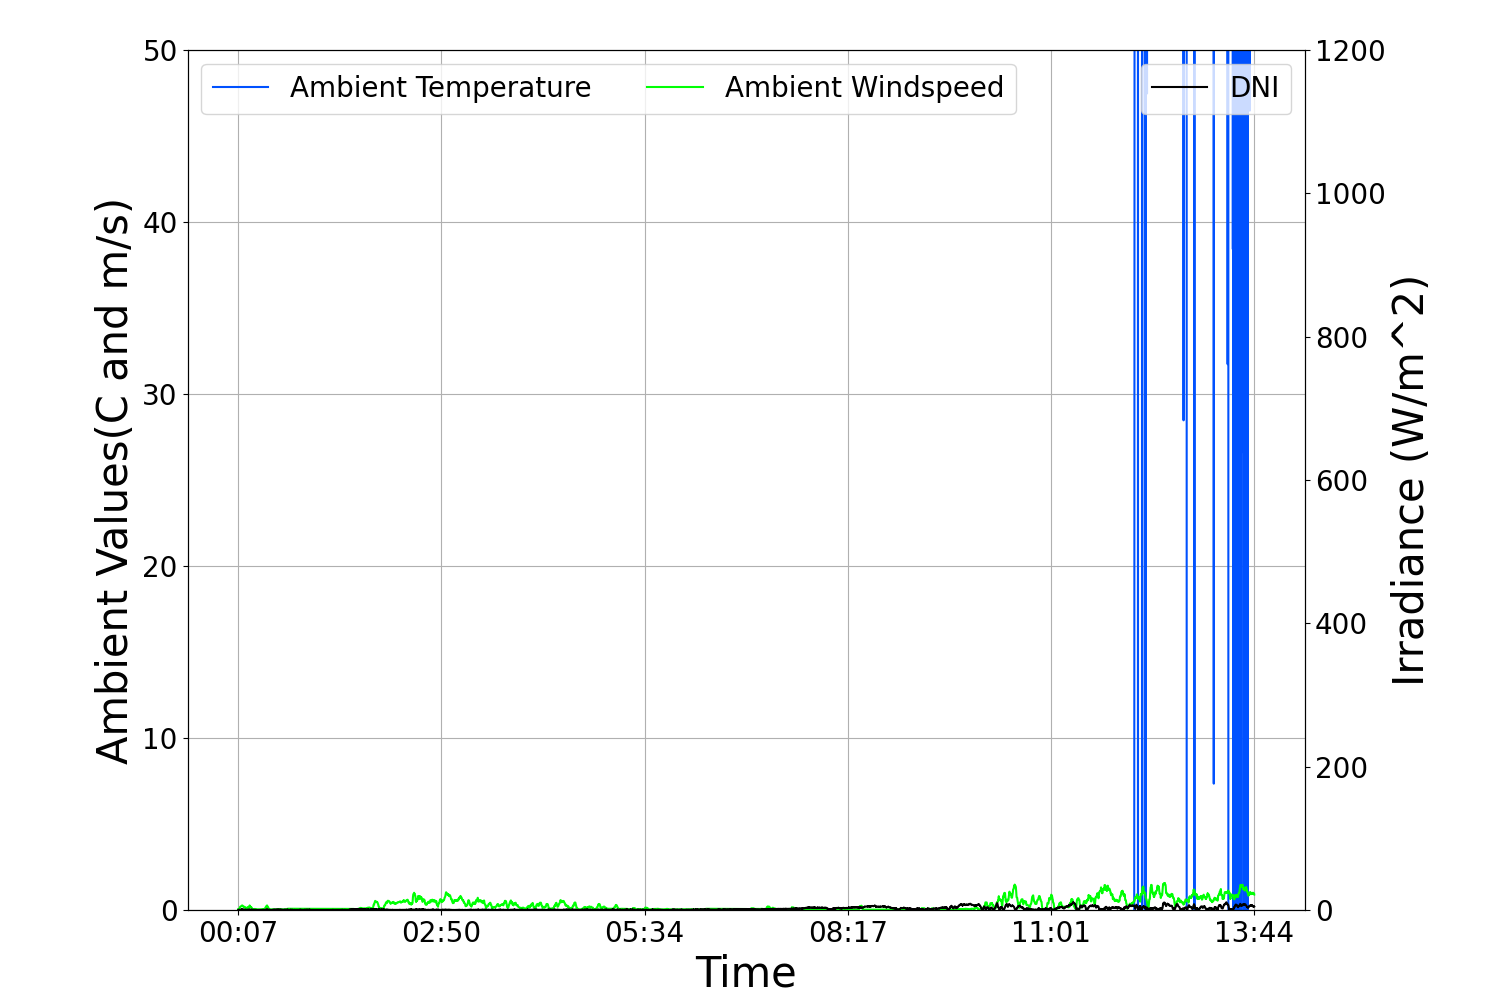 Ambient Temperature
Ambient Windspeed
DNI
Ambient Values(C and m/s)
50
40
30
20
10
0
1200
1000
800
600
400
200
0
Irradiance (W/m^2)
00:07 02:50 05:34 08:17 11:01 13:44
Time